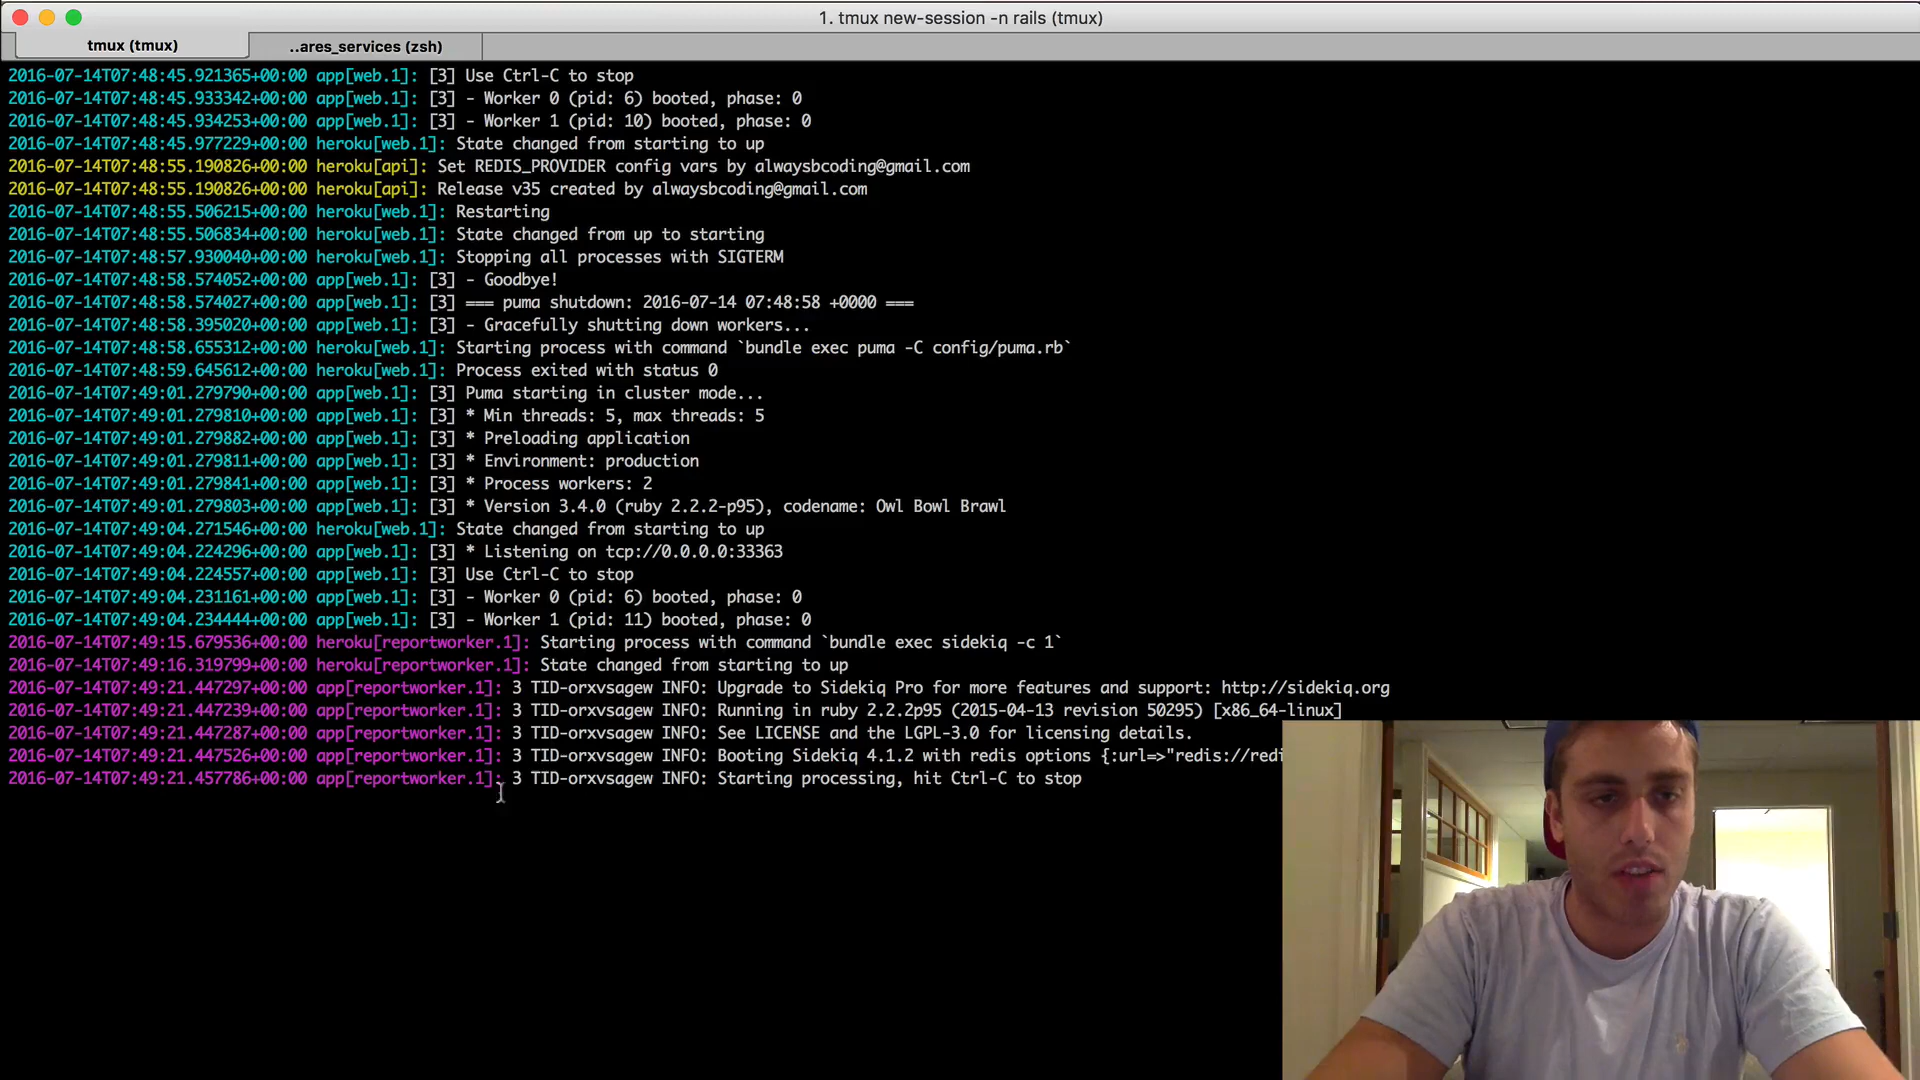 1. tmux new-session -n rails (tmux)
tmux (tmux)
..ares_services (zsh)
2016-07-14T07:48:45.921365+00:00 app[web.1]: [3] Use Ctrl-C to stop
2016-07-14T07:48:45.933342+00:00 app[web.1]: [3] - Worker 0 (pid: 6) booted, phase: 0
2016-07-14T07:48:45.934253+00:00 app[web.1]: [3] - Worker 1 (pid: 10) booted, phase: 0
2016-07-14T07:48:45.977229+00:00 heroku[web.1]: State changed from starting to up
2016-07-14T07:48:55.190826+00:00 heroku[api]: Set REDIS_PROVIDER config vars by alwaysbcoding@gmail.com
2016-07-14T07:48:55.190826+00:00 heroku[api]: Release v35 created by alwaysbcoding@gmail.com
2016-07-14T07:48:55.506215+00:00 heroku[web.1]: Restarting
2016-07-14T07:48:55.506834+00:00 heroku[web.1]: State changed from up to starting
2016-07-14T07:48:57.930040+00:00 heroku[web.1]: Stopping all processes with SIGTERM
2016-07-14T07:48:58.574052+00:00 app[web.1]: [3] - Goodbye!
2016-07-14T07:48:58.574027+00:00 app[web.1]: [3] === puma shutdown: 2016-07-14 07:48:58 +0000 ===
2016-07-14T07:48:58.395020+00:00 app[web.1]: [3] - Gracefully shutting down workers...
2016-07-14T07:48:58.655312+00:00 heroku[web.1]: Starting process with command `bundle exec puma -C config/puma.rb`
2016-07-14T07:48:59.645612+00:00 heroku[web.1]: Process exited with status 0
2016-07-14T07:49:01.279790+00:00 app[web.1]: [3] Puma starting in cluster mode...
2016-07-14T07:49:01.279810+00:00 app[web.1]: [3] * Min threads: 5, max threads: 5
2016-07-14T07:49:01.279882+00:00 app[web.1]: [3] * Preloading application
2016-07-14T07:49:01.279811+00:00 app[web.1]: [3] * Environment: production
2016-07-14T07:49:01.279841+00:00 app[web.1]: [3] * Process workers: 2
2016-07-14T07:49:01.279803+00:00 app[web.1]: [3] * Version 3.4.0 (ruby 2.2.2-p95), codename: Owl Bowl Brawl
2016-07-14T07:49:04.271546+00:00 heroku[web.1]: State changed from starting to up
2016-07-14T07:49:04.224296+00:00 app[web.1]: [3] * Listening on tcp://0.0.0.0:33363
2016-07-14T07:49:04.224557+00:00 app[web.1]: [3] Use Ctrl-C to stop
2016-07-14T07:49:04.231161+00:00 app[web.1]: [3] - Worker 0 (pid: 6) booted, phase: 0
2016-07-14T07:49:04.234444+00:00 app[web.1]: [3] - Worker 1 (pid: 11) booted, phase: 0
2016-07-14T07:49:15.679536+00:00 heroku[reportworker.1]: Starting process with command `bundle exec sidekiq -c 1`
2016-07-14T07:49:16.319799+00:00 heroku[reportworker.1]: State changed from starting to up
2016-07-14T07:49:21.447297+00:00 app[reportworker.1]: 3 TID-orxvsagew INFO: Upgrade to Sidekiq Pro for more features and support: http://sidekiq.org
2016-07-14T07:49:21.447239+00:00 app[reportworker.1]: 3 TID-orxvsagew INFO: Running in ruby 2.2.2p95 (2015-04-13 revision 50295) [x86_64-linux]
2016-07-14T07:49:21.447287+00:00 app[reportworker.1]: 3 TID-orxvsagew INFO: See LICENSE and the LGPL-3.0 for licensing details.
2016-07-14T07:49:21.447526+00:00 app[reportworker.1]: 3 TID-orxvsagew INFO: Booting Sidekiq 4.1.2 with redis options {:url=>"redis://redi
2016-07-14T07:49:21.457786+00:00 app[reportworker.1]: 3 TID-orxvsagew INFO: Starting processing, hit Ctrl-C to stop